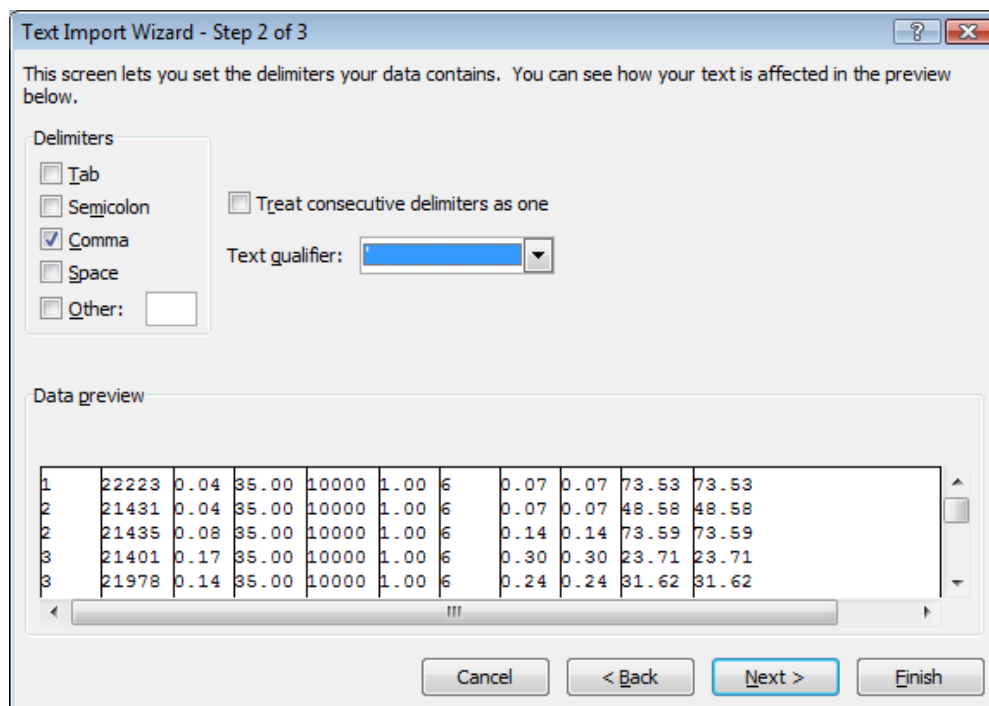 Text Import Wizard - Step 2 of 3
This screen lets you set the delimiters your data contains.  You can see how your text is affected in the preview
below.
Delimiters
Tab
Semicolon
Comma
Space
Other:
Treat consecutive delimiters as one
Text qualifier: '
Data preview
1 22223 0.04 35.00 10000 1.00 6 0.07 0.07 73.53 73.53
2 21431 0.04 35.00 10000 1.00 6 0.07 0.07 48.58 48.58
2 21435 0.08 35.00 10000 1.00 6 0.14 0.14 73.59 73.59
3 21401 0.17 35.00 10000 1.00 6 0.30 0.30 23.71 23.71
3 21978 0.14 35.00 10000 1.00 6 0.24 0.24 31.62 31.62
Cancel
< Back
Next >
Finish